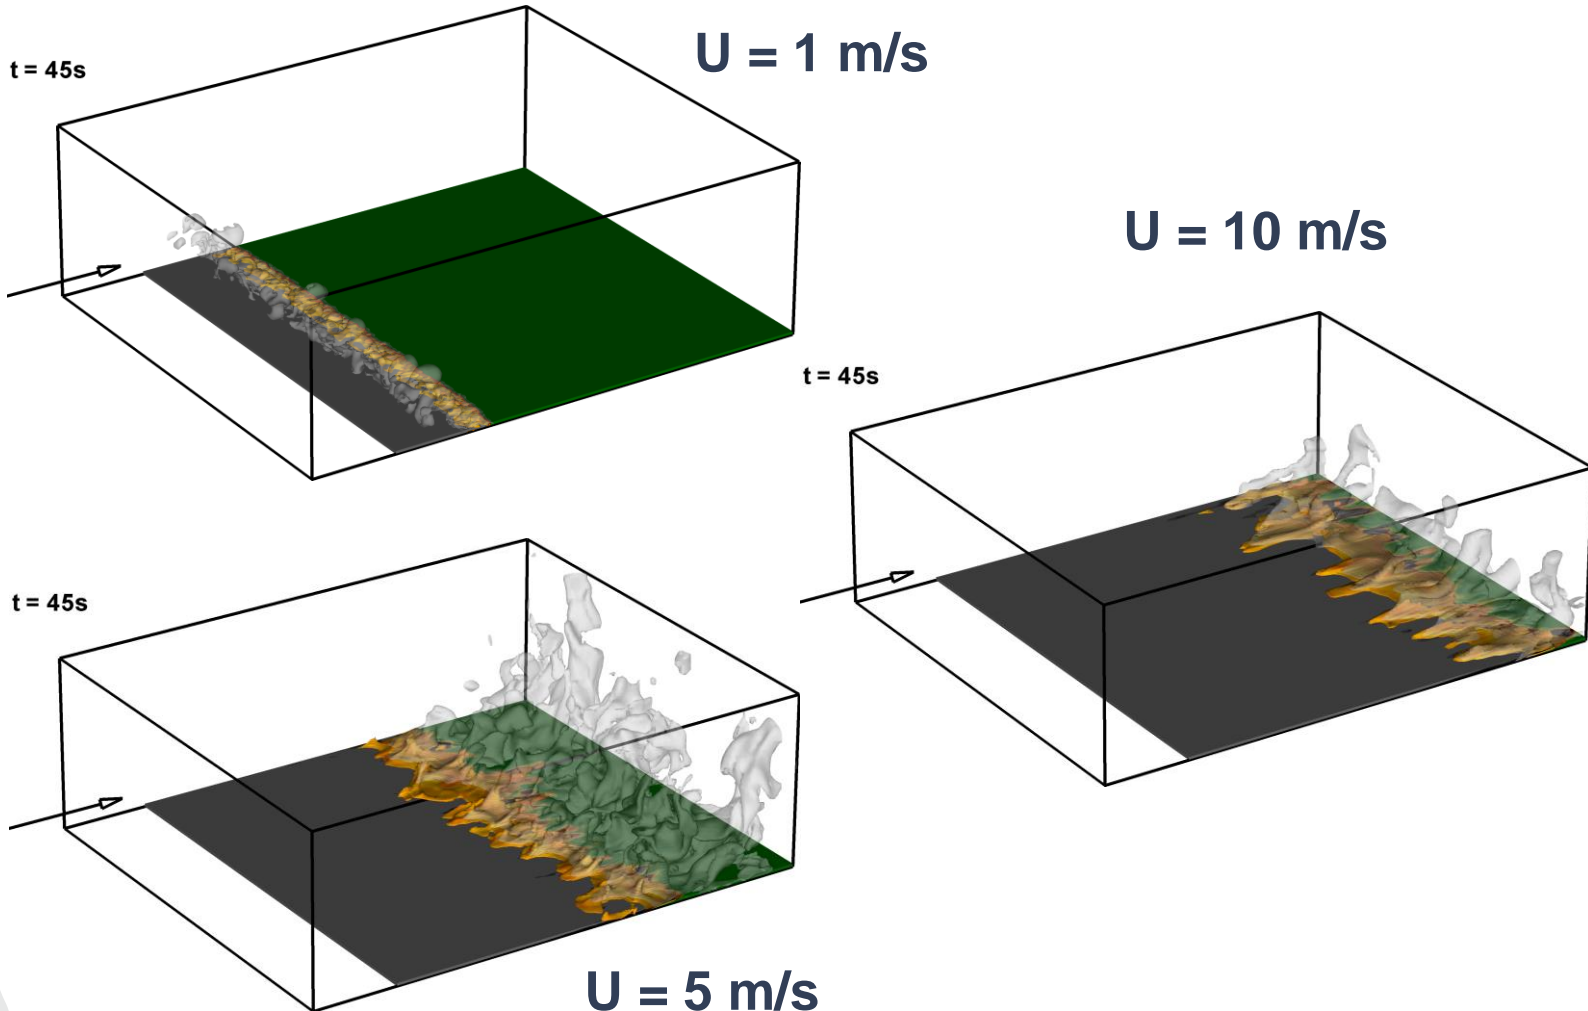 t = 45s
U = 1 m/s
U = 10 m/s
t = 45s
t = 45s
U = 5 m/s